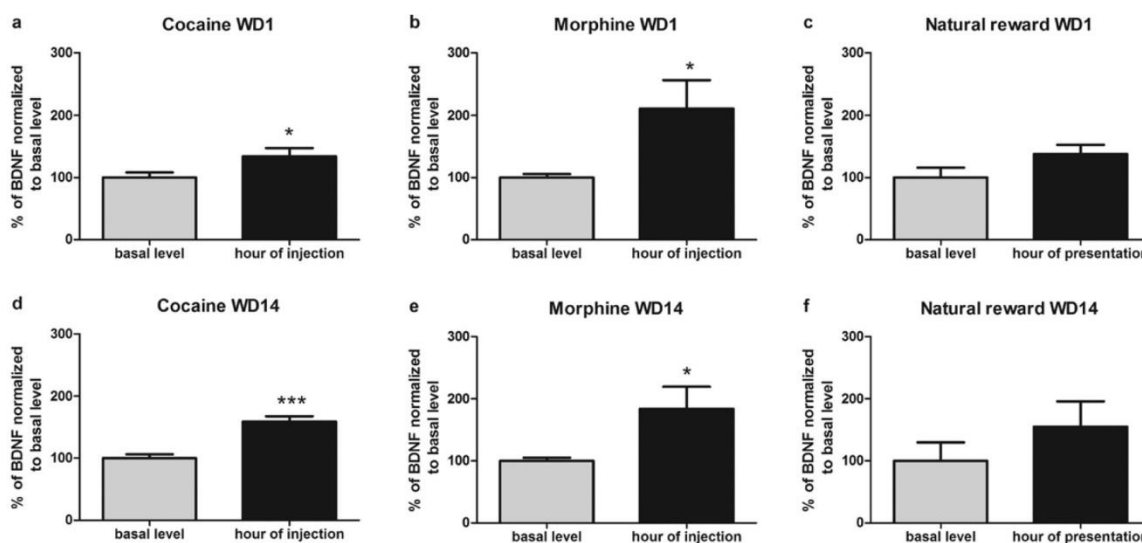 a
Cocaine WD1
% of BDNF normalized
to basal level
300
200
100
0
*
basal level
hour of injection
b
Morphine WD1
% of BDNF normalized
to basal level
300
200
100
0
*
basal level
hour of injection
c
Natural reward WD1
% of BDNF normalized
to basal level
300
200
100
0
basal level
hour of presentation
d
Cocaine WD14
% of BDNF normalized
to basal level
300
200
100
0
***
basal level
hour of injection
e
Morphine WD14
% of BDNF normalized
to basal level
300
200
100
0
*
basal level
hour of injection
f
Natural reward WD14
% of BDNF normalized
to basal level
300
200
100
0
basal level
hour of presentation